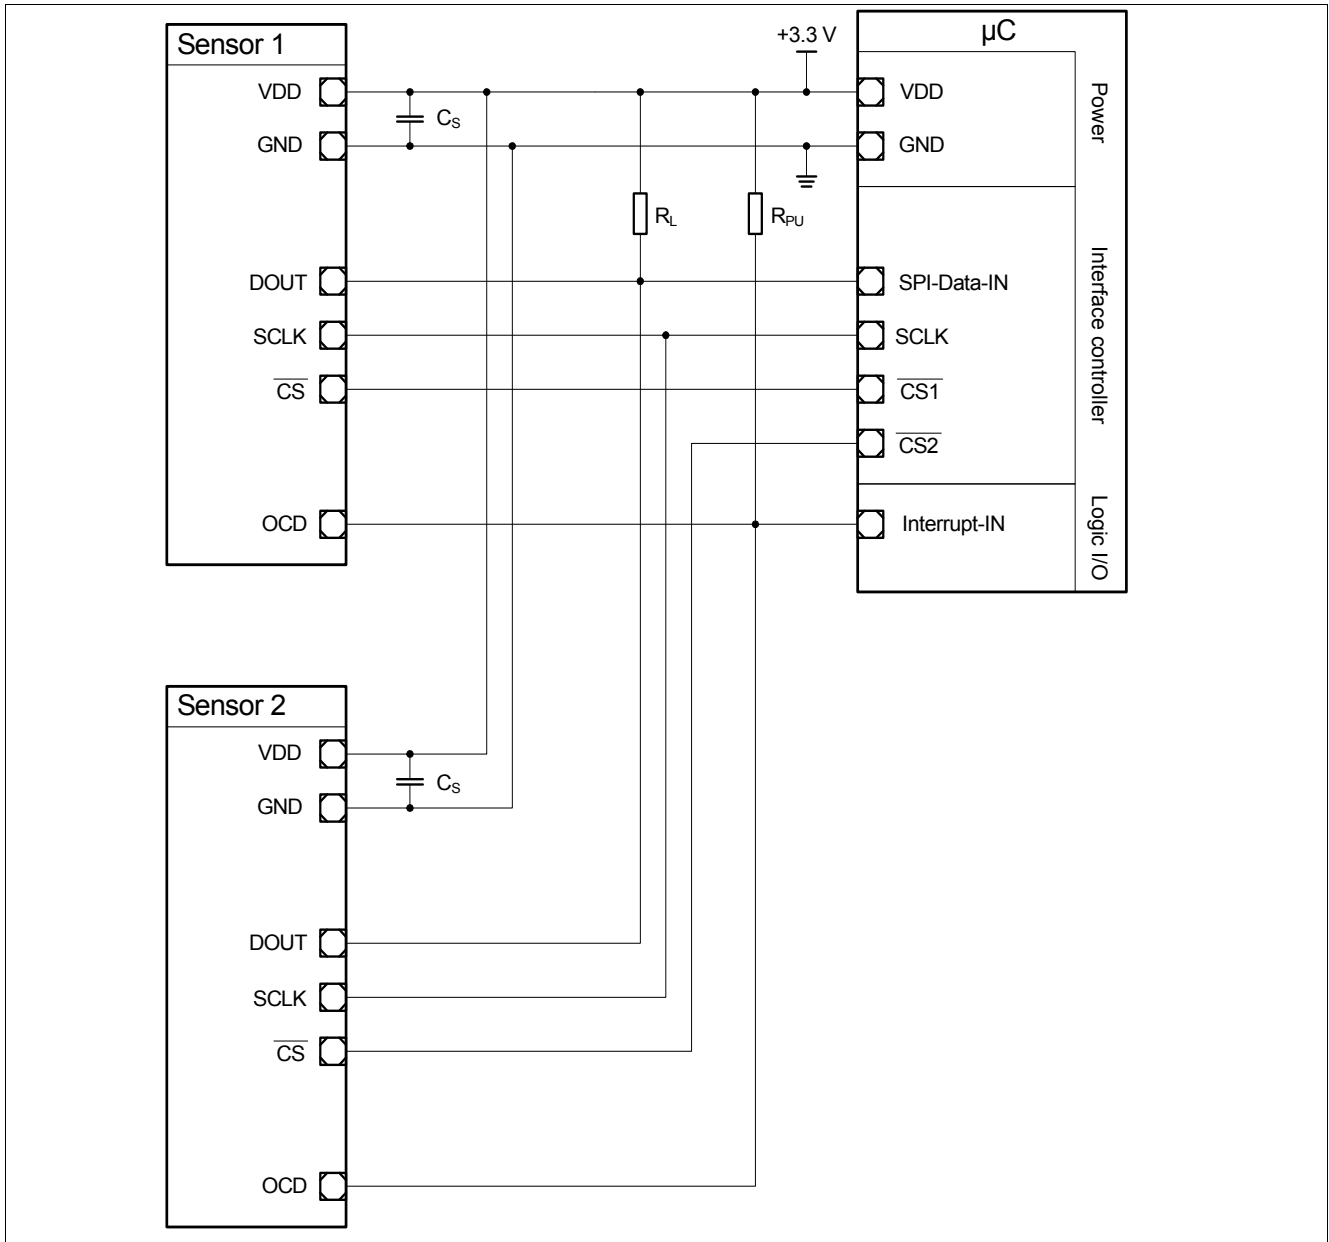 Sensor 1
VDD
GND
DOUT
SCLK
CS
OCD
CS
+3.3 V
RL
RPU
µC
VDD
GND
Power
SPI-Data-IN
SCLK
CS1
CS2
Interface controller
Interrupt-IN
Logic I/O
Sensor 2
VDD
GND
DOUT
SCLK
CS
OCD
CS